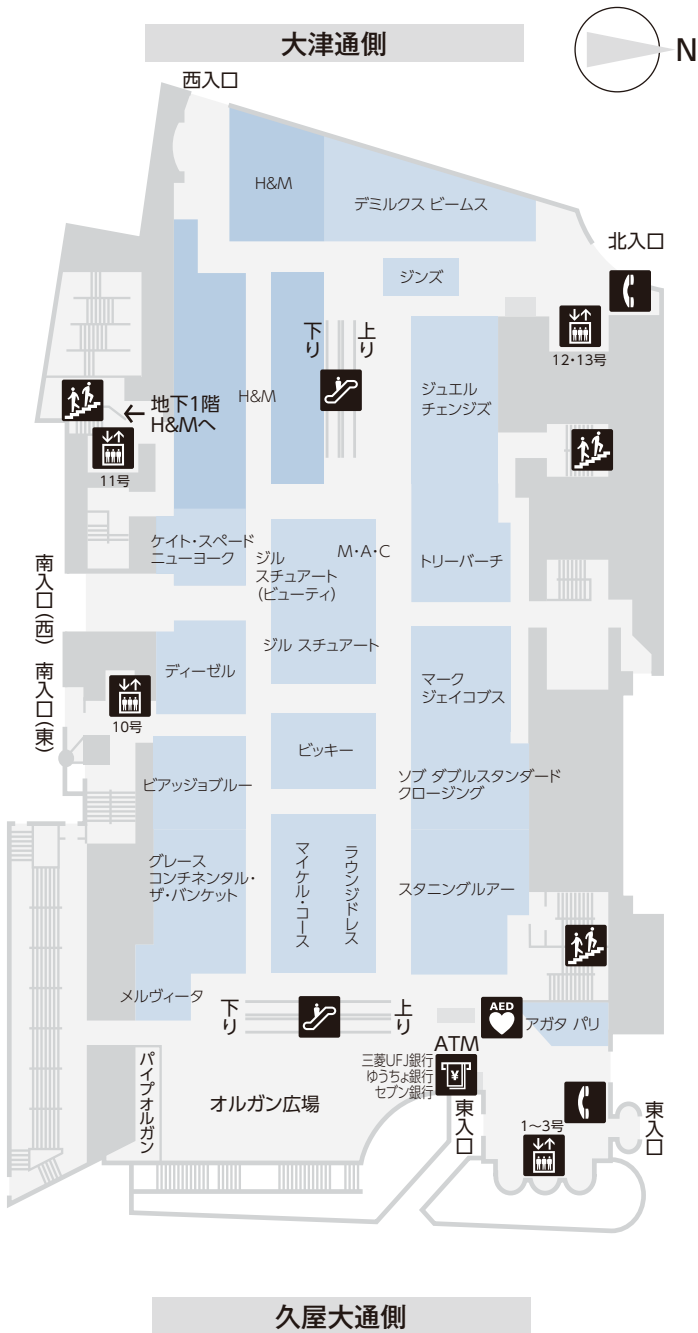 大津通側
N
西入口
H&M
デミルクス ビームス
北入口
ジンズ
下り
上り
12・13号
ジュエル
チェンジズ
H&M
地下1階
H&Mへ
11号
ケイト・スペード
ニューヨーク
ジル
スチュアート
(ビューティ)
M・A・C
トリーバーチ
南入口(西)
ジル スチュアート
ディーゼル
南入口(東)
マーク
ジェイコブス
10号
ビッキー
ビアッジョブルー
ソブ ダブルスタンダード
クロージング
グレース
コンチネンタル・
ザ・バンケット
マイケル・コース
ラウンジドレス
スタニングルアー
メルヴィータ
下り
上り
AED
アガタ パリ
ATM
三菱UFJ銀行
ゆうちょ銀行
セブン銀行
¥
パイプオルガン
オルガン広場
東入口
1〜3号
東入口
久屋大通側